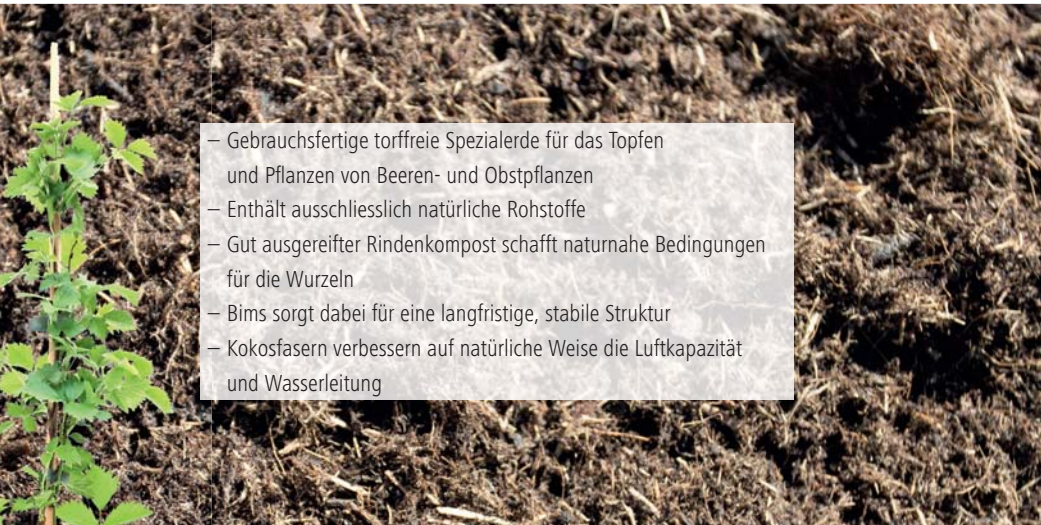 – Gebrauchsfertige torffreie Spezialerde für das Topfen
und Pflanzen von Beeren- und Obstpflanzen
– Enthält ausschliesslich natürliche Rohstoffe
– Gut ausgereifter Rindenkompost schafft naturnahe Bedingungen
für die Wurzeln
– Bims sorgt dabei für eine langfristige, stabile Struktur
– Kokosfasern verbessern auf natürliche Weise die Luftkapazität
und Wasserleitung